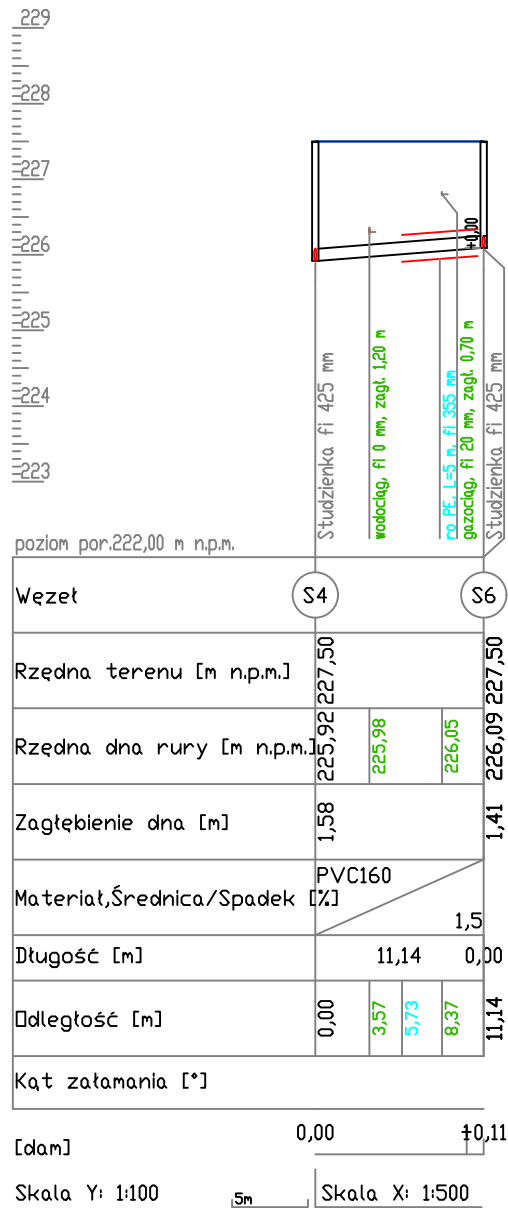 229
228
227
226
225
224
223
+0,00
Studzienka fi 425 mm
wodociąg, fi 0 mm, zagł. 1,20 m
ro PE, L=5 m, fi 355 mm
gazociąg, fi 20 mm, zagł. 0,70 m
Studzienka fi 425 mm
poziom por.222,00 m n.p.m.
Węzeł S4 S6
Rzędna terenu [m n.p.m.] 227,50 227,50
Rzędna dna rury [m n.p.m.] 225,92 225,98 226,05 226,09
Zagłębienie dna [m] 1,58 1,41
Materiał,Średnica/Spadek [%] PVC160 1,5
Długość [m] 11,14 0,00
Odległość [m] 0,00 3,57 5,73 8,37 11,14
Kąt załamania [°]
0,00 +0,11
[dam]
Skala Y: 1:100 5m Skala X: 1:500